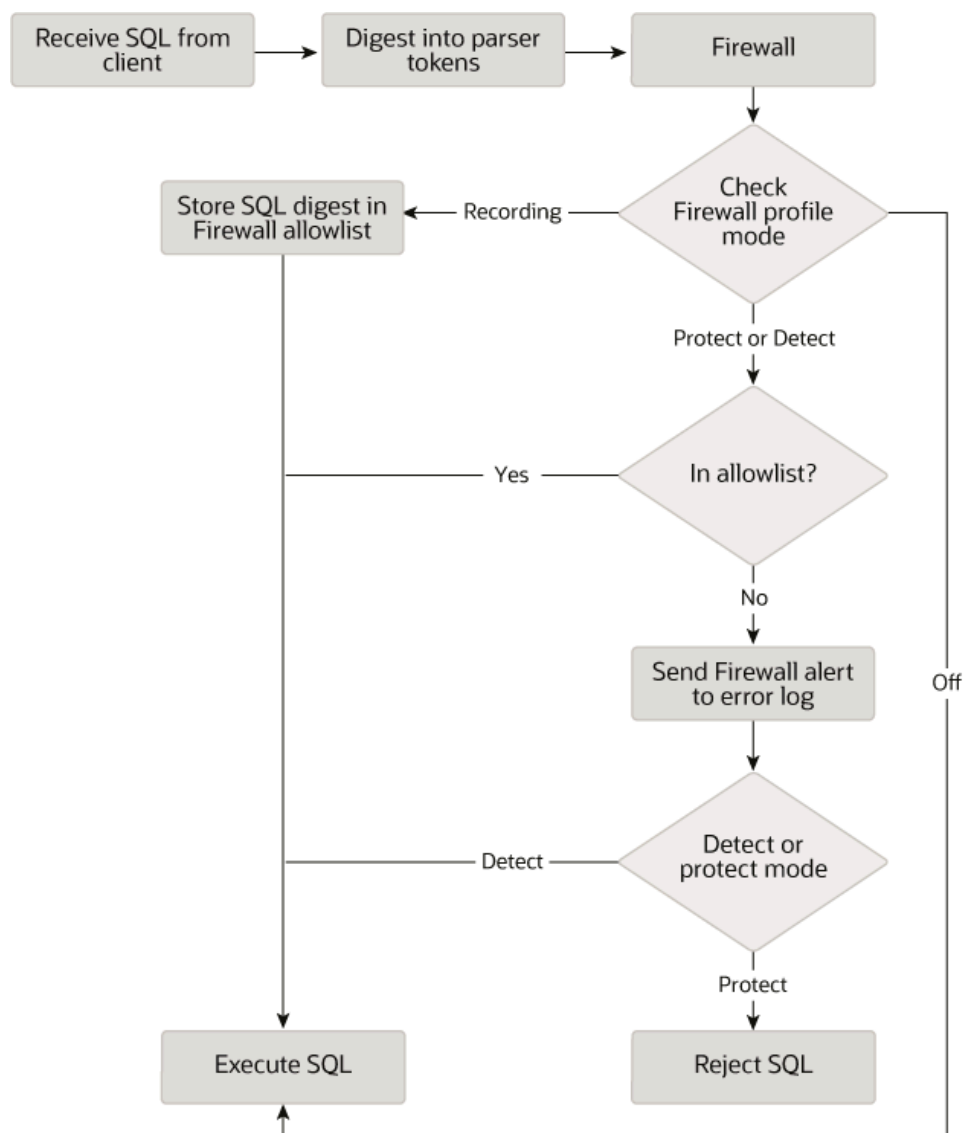 Receive SQL from
client
Digest into parser
tokens
Firewall
Check
Firewall profile
mode
Recording
Store SQL digest in
Firewall allowlist
Protect or Detect
In allowlist?
Yes
No
Send Firewall alert
to error log
Off
Detect or
protect mode
Detect
Protect
Execute SQL
Reject SQL